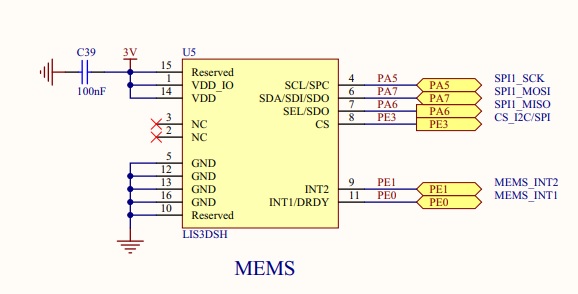 C39
3V
100nF
U5
15 Reserved
1 VDD_IO
14 VDD
3 NC
2 NC
5 GND
12 GND
13 GND
16 GND
10 Reserved
SCL/SPC 4 PA5 PA5 SPI1_SCK
SDA/SDI/SDO 6 PA7 PA7 SPI1_MOSI
SEL/SDO 7 PA6 PA6 SPI1_MISO
CS 8 PE3 PE3 CS_I2C/SPI
INT2 9 PE1 PE1 MEMS_INT2
INT1/DRDY 11 PE0 PE0 MEMS_INT1
LIS3DSH
MEMS